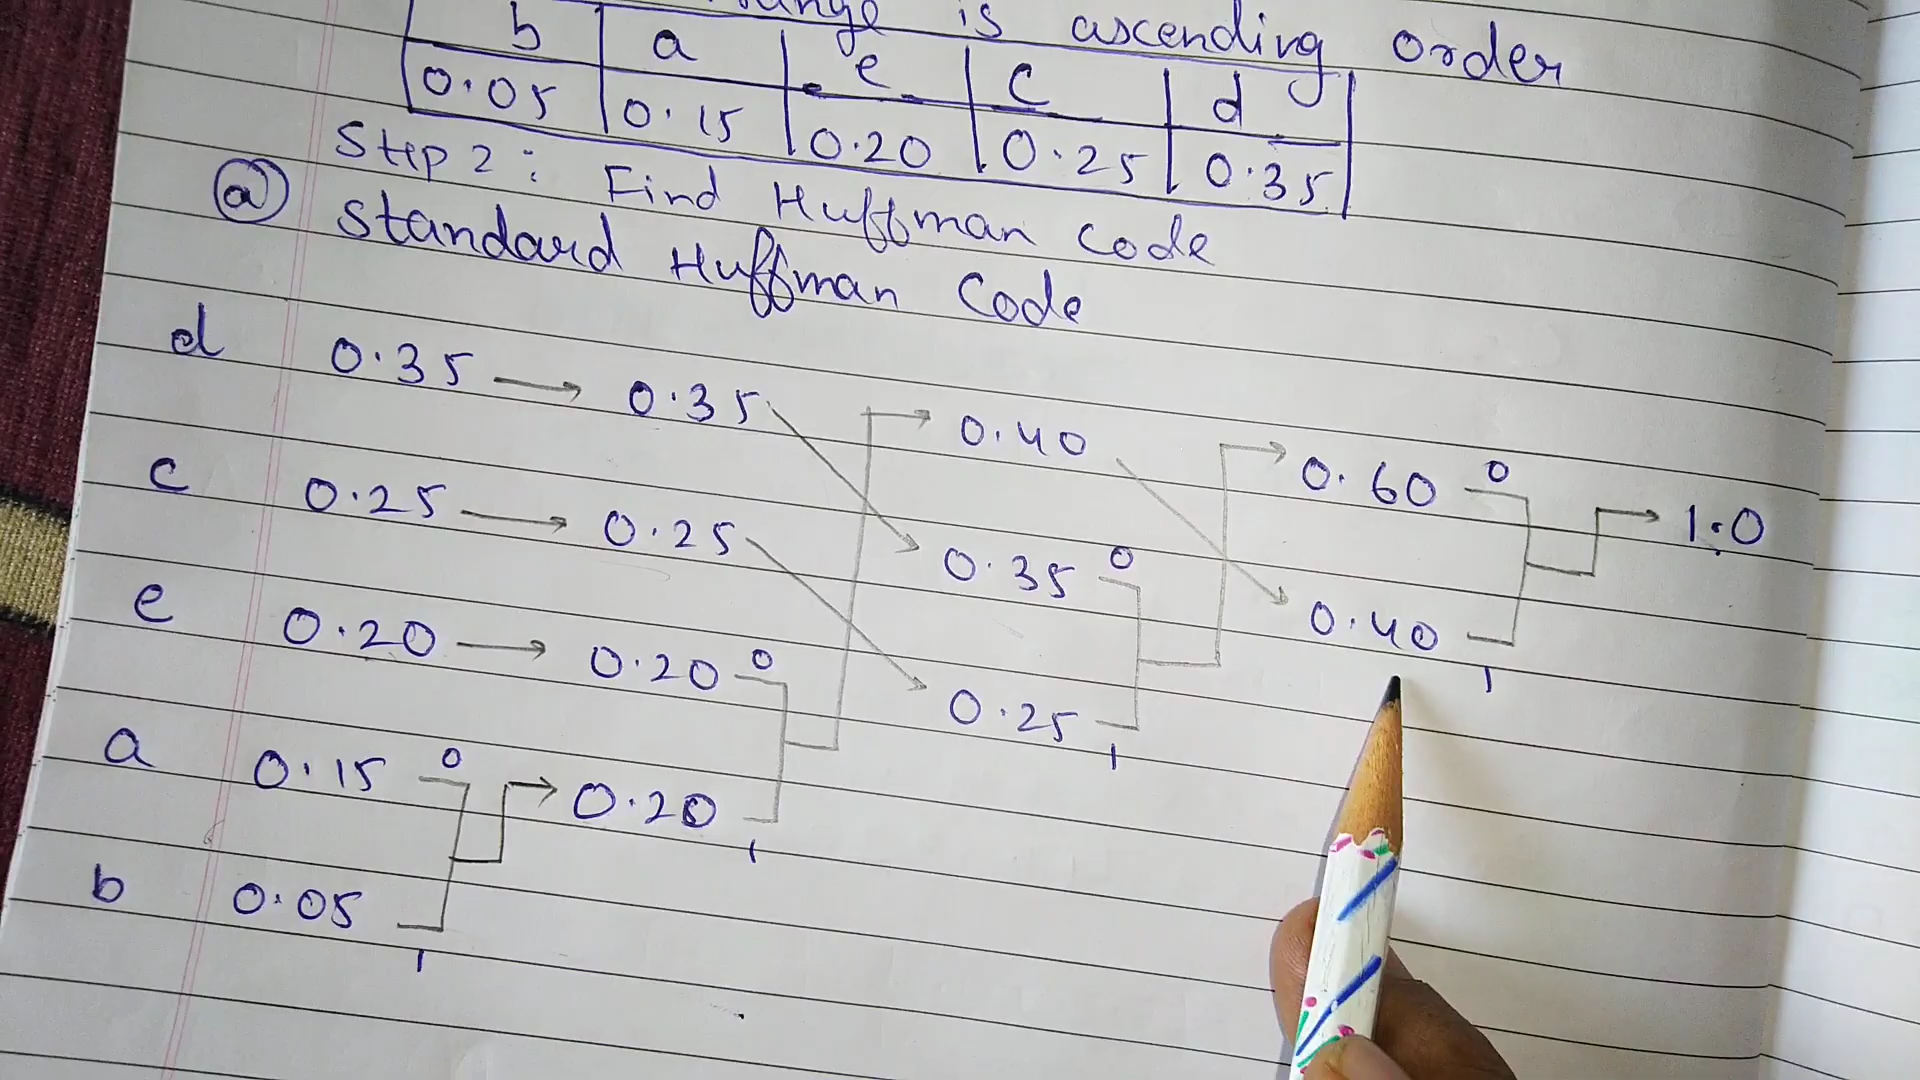 is ascending order
b a e c d
0.05 0.15 0.20 0.25 0.35
Step 2: Find Huffman Code
(a) Standard Huffman Code
d 0.35 → 0.35 0.40 0.60 0 1.0
c 0.25 → 0.25 0.35 0 0.40 1
e 0.20 → 0.20 0 0.25 1
a 0.15 0 0.20 1
b 0.05 1